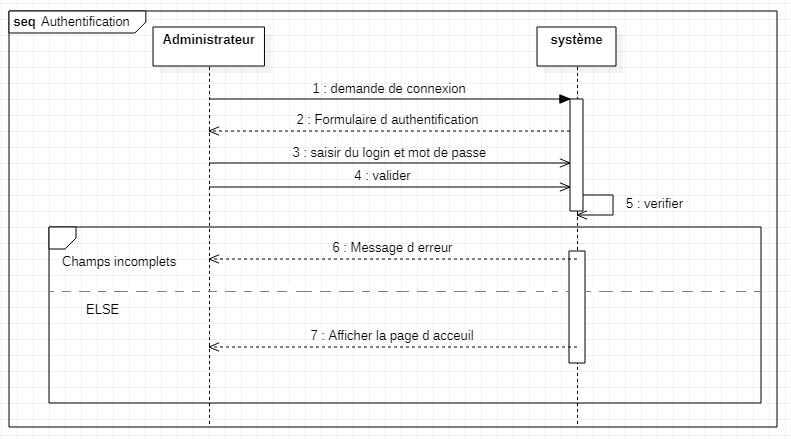 seq Authentification
Administrateur
système
1 : demande de connexion
2 : Formulaire d authentification
3 : saisir du login et mot de passe
4 : valider
5 : verifier
6 : Message d erreur
Champs incomplets
ELSE
7 : Afficher la page d acceuil